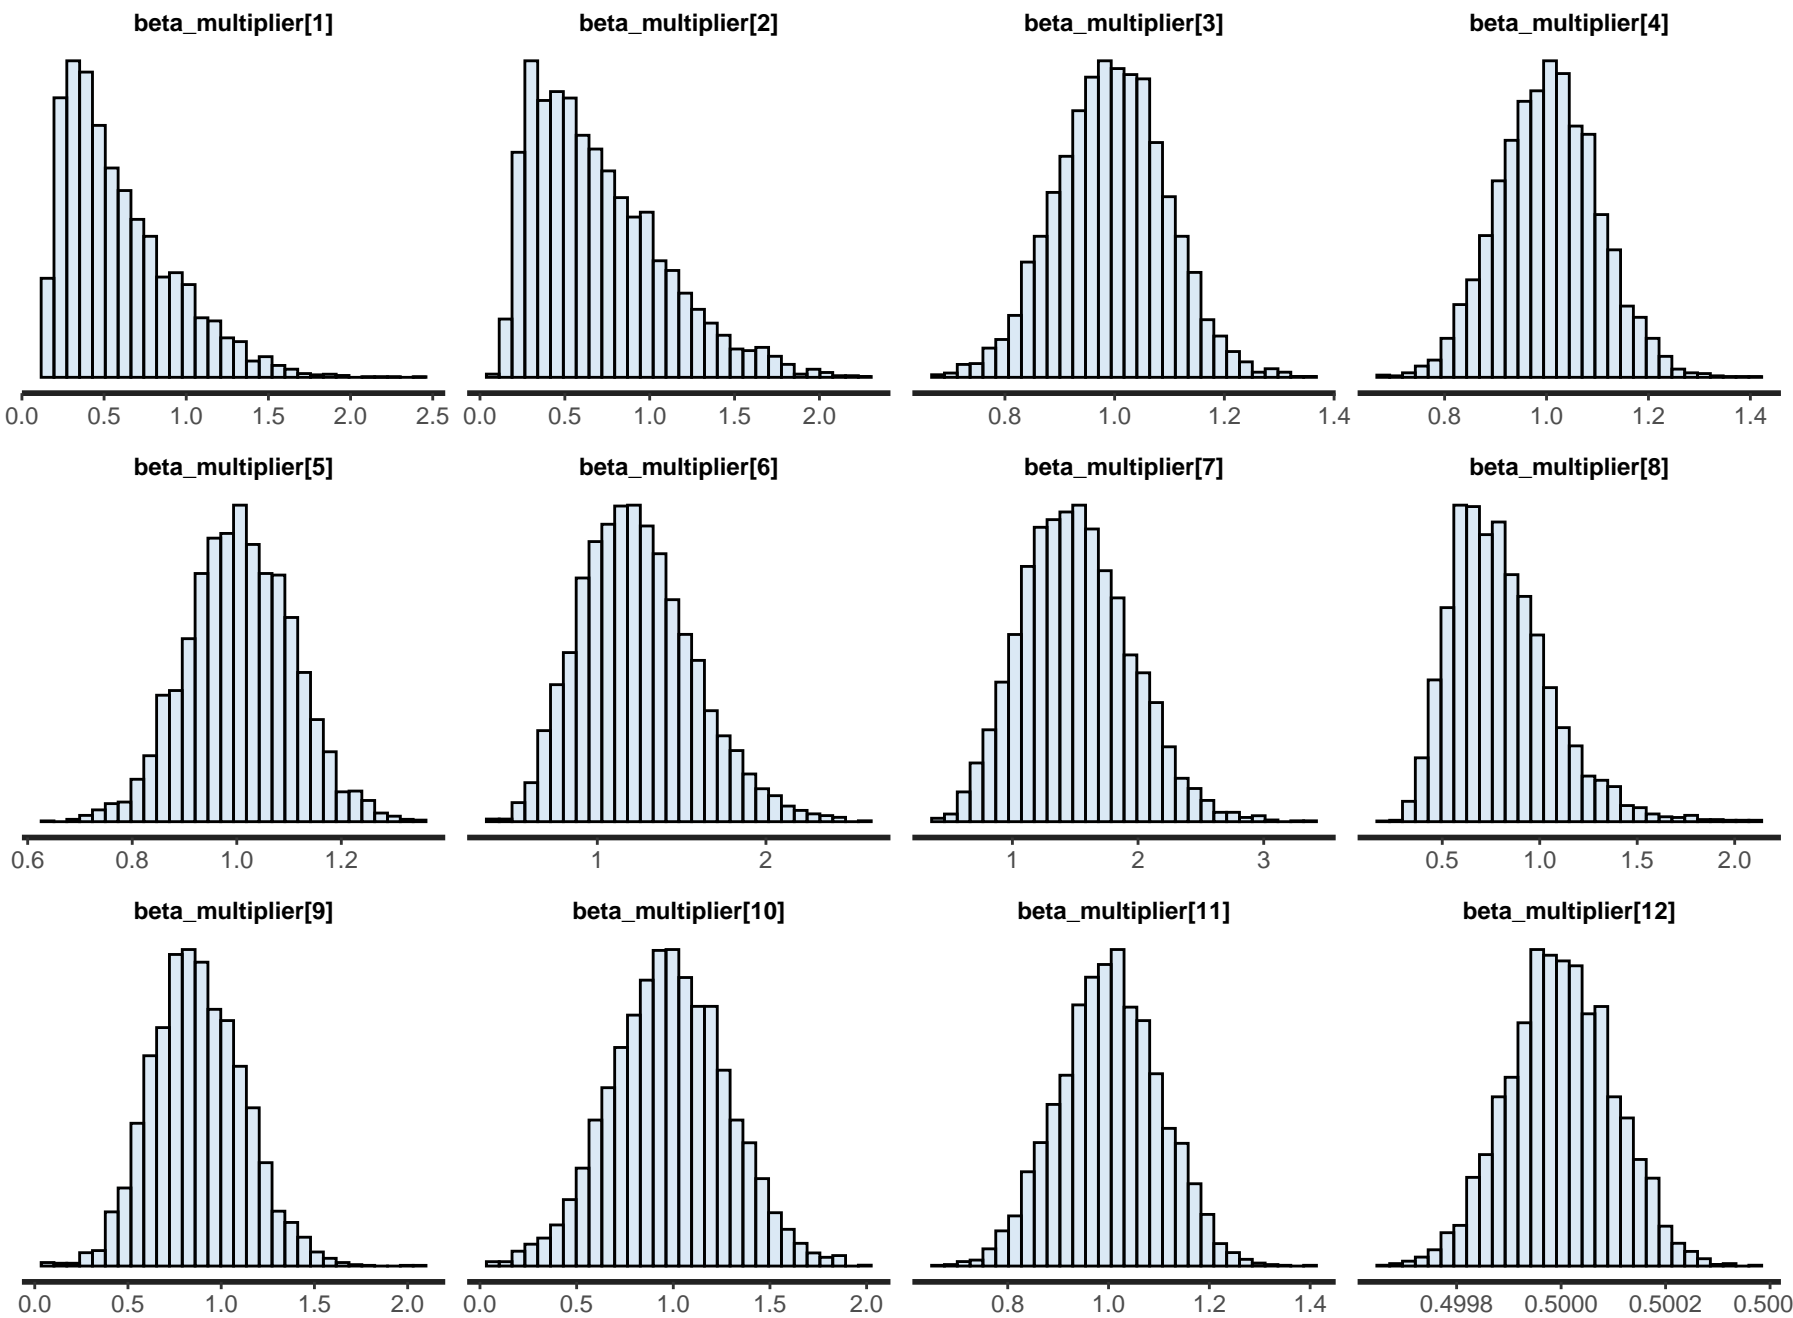 beta_multiplier[1] beta_multiplier[2] beta_multiplier[3] beta_multiplier[4]
0.0 0.5 1.0 1.5 2.0 2.5 0.0 0.5 1.0 1.5 2.0 0.8 1.0 1.2 1.4 0.8 1.0 1.2 1.4
beta_multiplier[5] beta_multiplier[6] beta_multiplier[7] beta_multiplier[8]
0.6 0.8 1.0 1.2 1 2 1 2 3 0.5 1.0 1.5 2.0
beta_multiplier[9] beta_multiplier[10] beta_multiplier[11] beta_multiplier[12]
0.0 0.5 1.0 1.5 2.0 0.0 0.5 1.0 1.5 2.0 0.8 1.0 1.2 1.4 0.4998 0.5000 0.5002 0.500